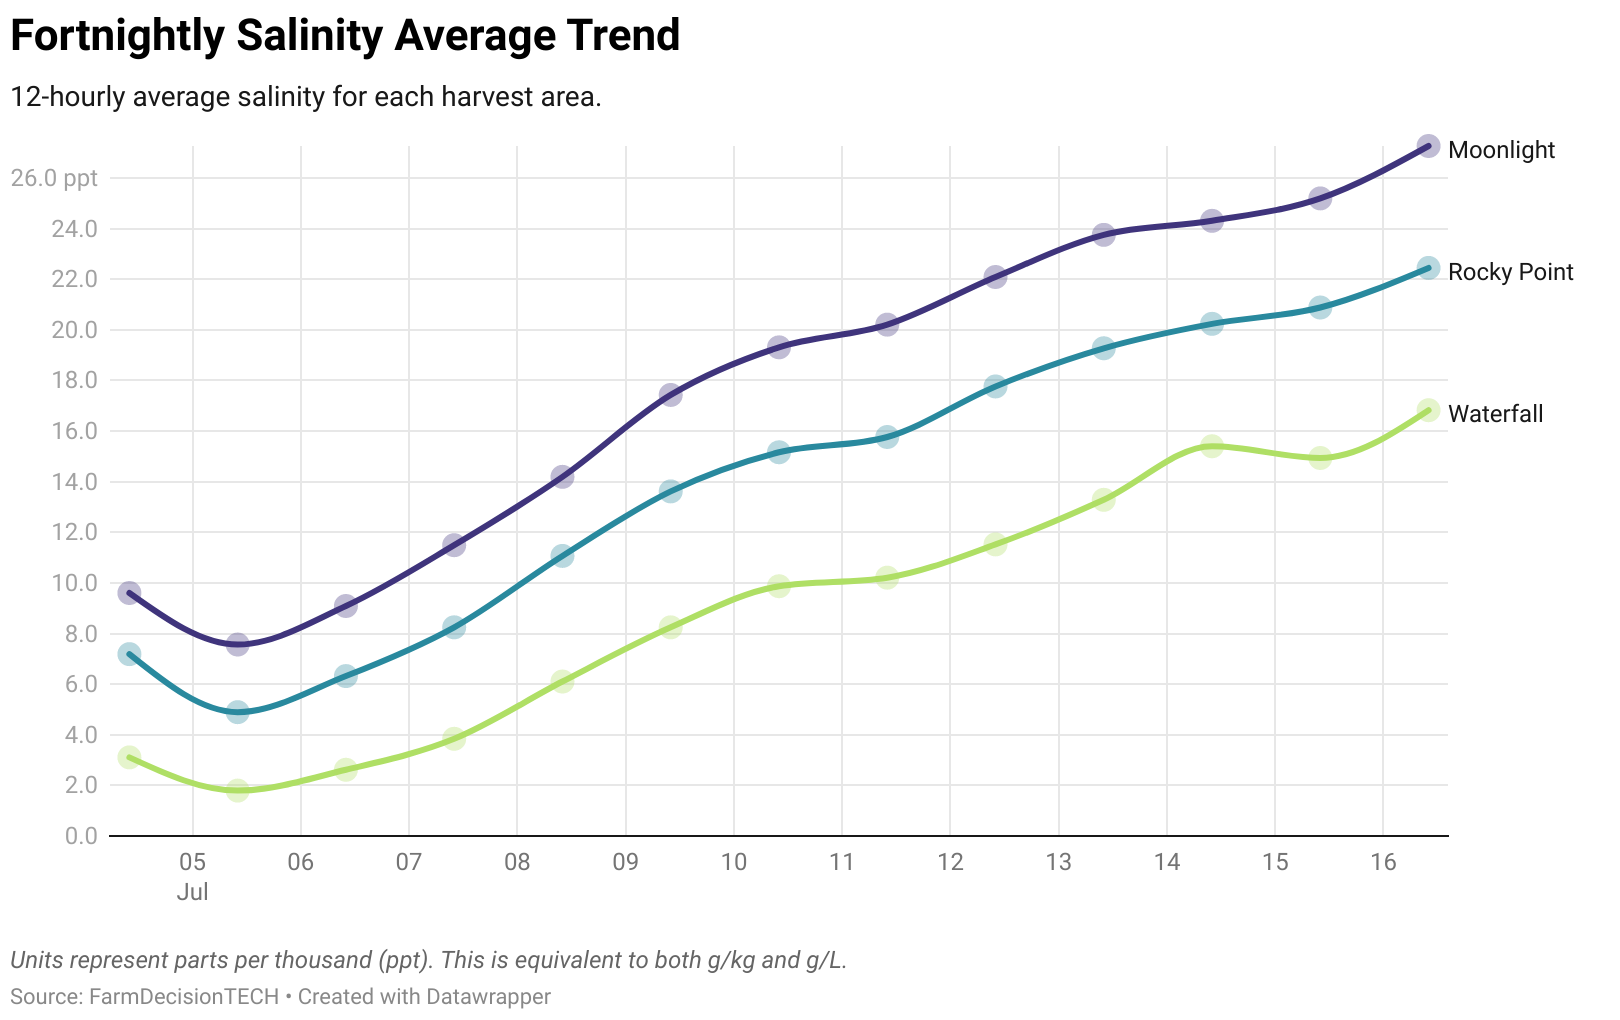 Fortnightly Salinity Average Trend
12-hourly average salinity for each harvest area.
Moonlight
26.0 ppt
24.0
22.0
Rocky Point
20.0
18.0
16.0
Waterfall
14.0
12.0
10.0
8.0
6.0
4.0
2.0
0.0
05 06 07 08 09 10 11 12 13 14 15 16
Jul
Units represent parts per thousand (ppt). This is equivalent to both g/kg and g/L.
Source: FarmDecisionTECH • Created with Datawrapper